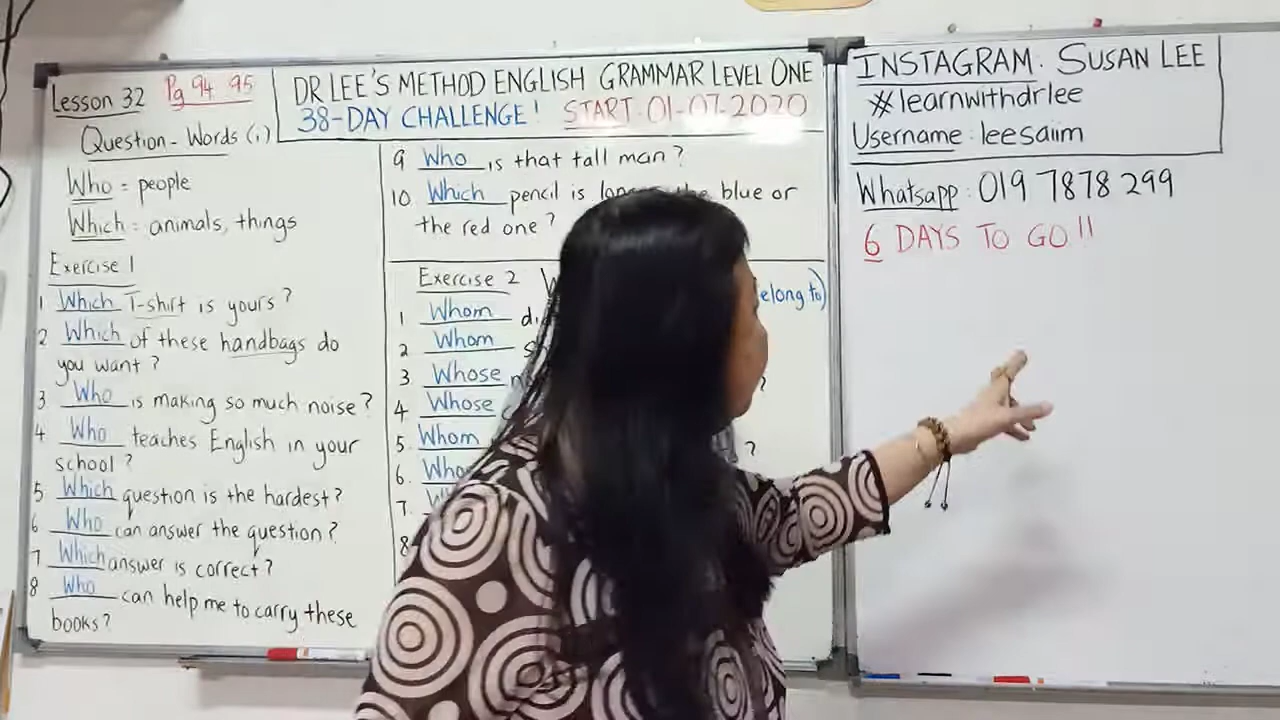 Lesson 32 Pg 94 95
DR LEE'S METHOD ENGLISH GRAMMAR LEVEL ONE
38-DAY CHALLENGE! START: 01-07-2020
Question-Words (i)
Who = people
Which = animals, things
Exercise 1
1 Which T-shirt is yours?
2 Which of these handbags do
you want?
3 Who is making so much noise?
4 Who teaches English in your
school?
5 Which question is the hardest?
6 Who can answer the question?
7 Which answer is correct?
8 Who can help me to carry these
books?
9 Who is that tall man?
10 Which pencil is blue or
the red one?
Exercise 2
1 Whom
2 Whom
3 Whose
4 Whose
5. Whom
6.
7.
8
INSTAGRAM: SUSAN LEE
#learnwithdrlee
Username: leesaiim
Whatsapp: 019 7878 299
6 DAYS TO GO!!